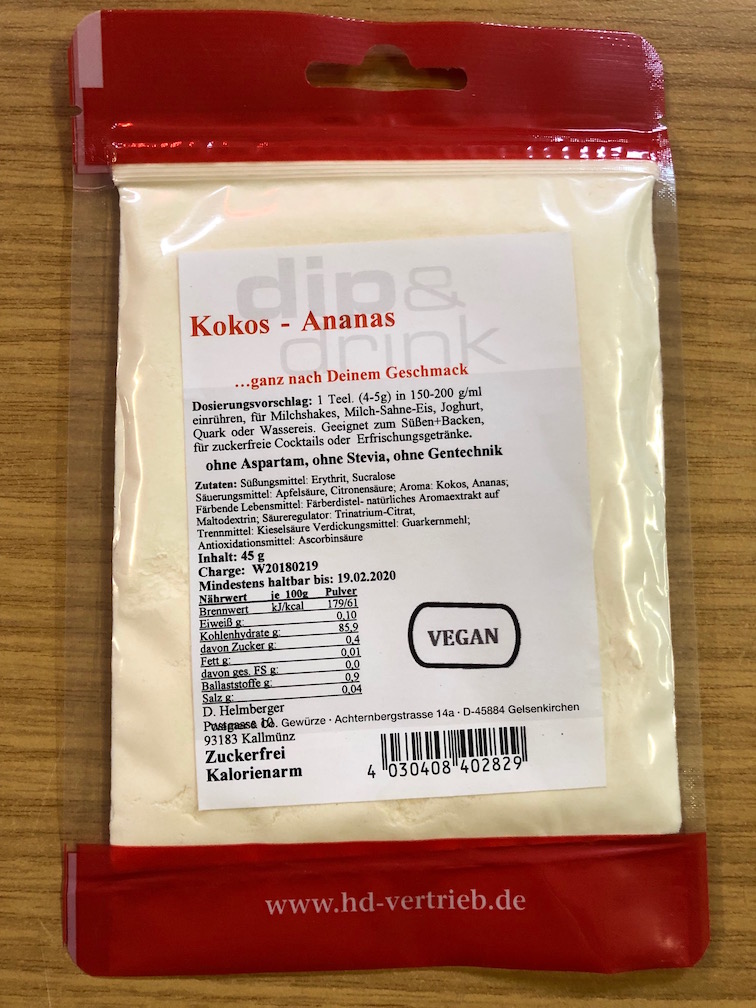 dip&
drink
Kokos - Ananas
...ganz nach Deinem Geschmack
Dosierungsvorschlag: 1 Teel. (4-5g) in 150-200 g/ml
einrühren, für Milchshakes, Milch-Sahne-Eis, Joghurt,
Quark oder Wassereis. Geeignet zum Süßen+Backen,
für zuckerfreie Cocktails oder Erfrischungsgetränke.
ohne Aspartam, ohne Stevia, ohne Gentechnik
Zutaten: Süßungsmittel: Erythrit, Sucralose
Säuerungsmittel: Apfelsäure, Citronensäure; Aroma: Kokos, Ananas;
Färbende Lebensmittel: Färberdistel- natürliches Aromaextrakt auf
Maltodextrin; Säureregulator: Trinatrium-Citrat,
Trennmittel: Kieselsäure Verdickungsmittel: Guarkernmehl;
Antioxidationsmittel: Ascorbinsäure
Inhalt: 45 g
Charge: W20180219
Mindestens haltbar bis: 19.02.2020
Nährwert je 100g Pulver
Brennwert kJ/kcal 179/61
Eiweiß g: 0,10
Kohlenhydrate g: 85,9
davon Zucker g: 0,4
Fett g: 0,01
davon ges. FS g: 0,0
Ballaststoffe g: 0,9
Salz g: 0,04
VEGAN
D. Helmberger
Gewürze · Achternbergstrasse 14a · D-45884 Gelsenkirchen
93183 Kallmünz
Zuckerfrei
Kalorienarm
4 030408 402829
www.hd-vertrieb.de